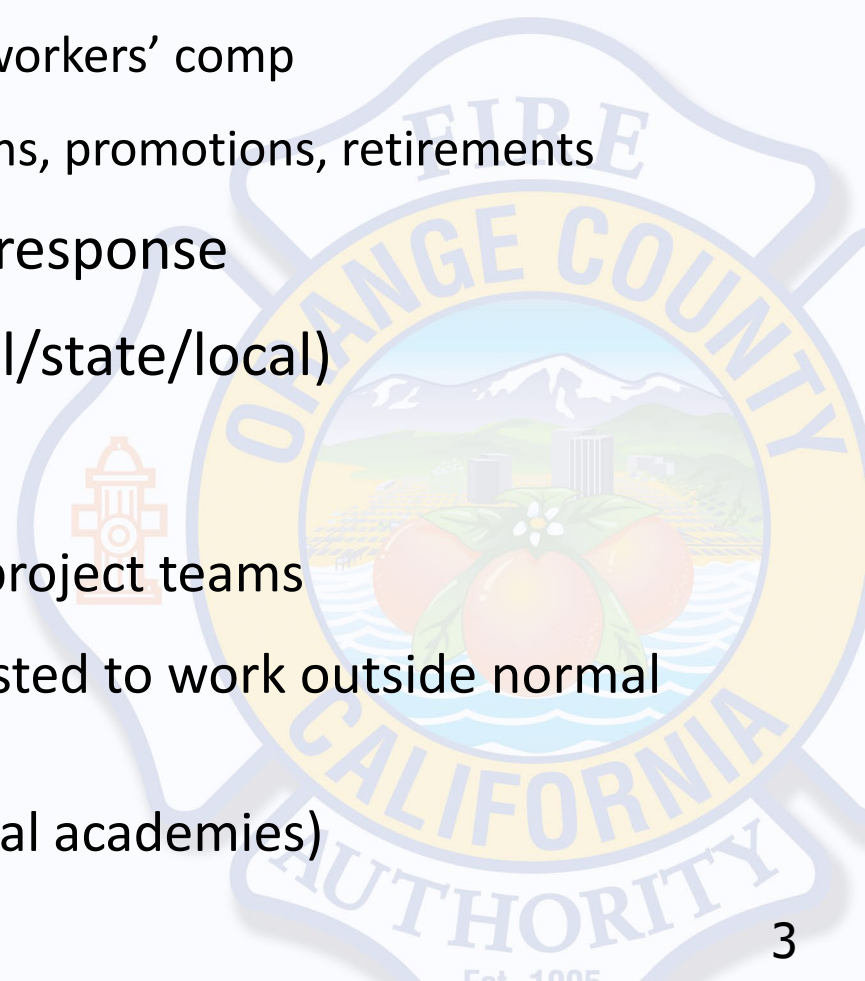 workers’ comp
ns, promotions, retirements
response
l/state/local)
project teams
sted to work outside normal
al academies)
3
FIRE
ORANGE COUNTY
CALIFORNIA
AUTHORITY